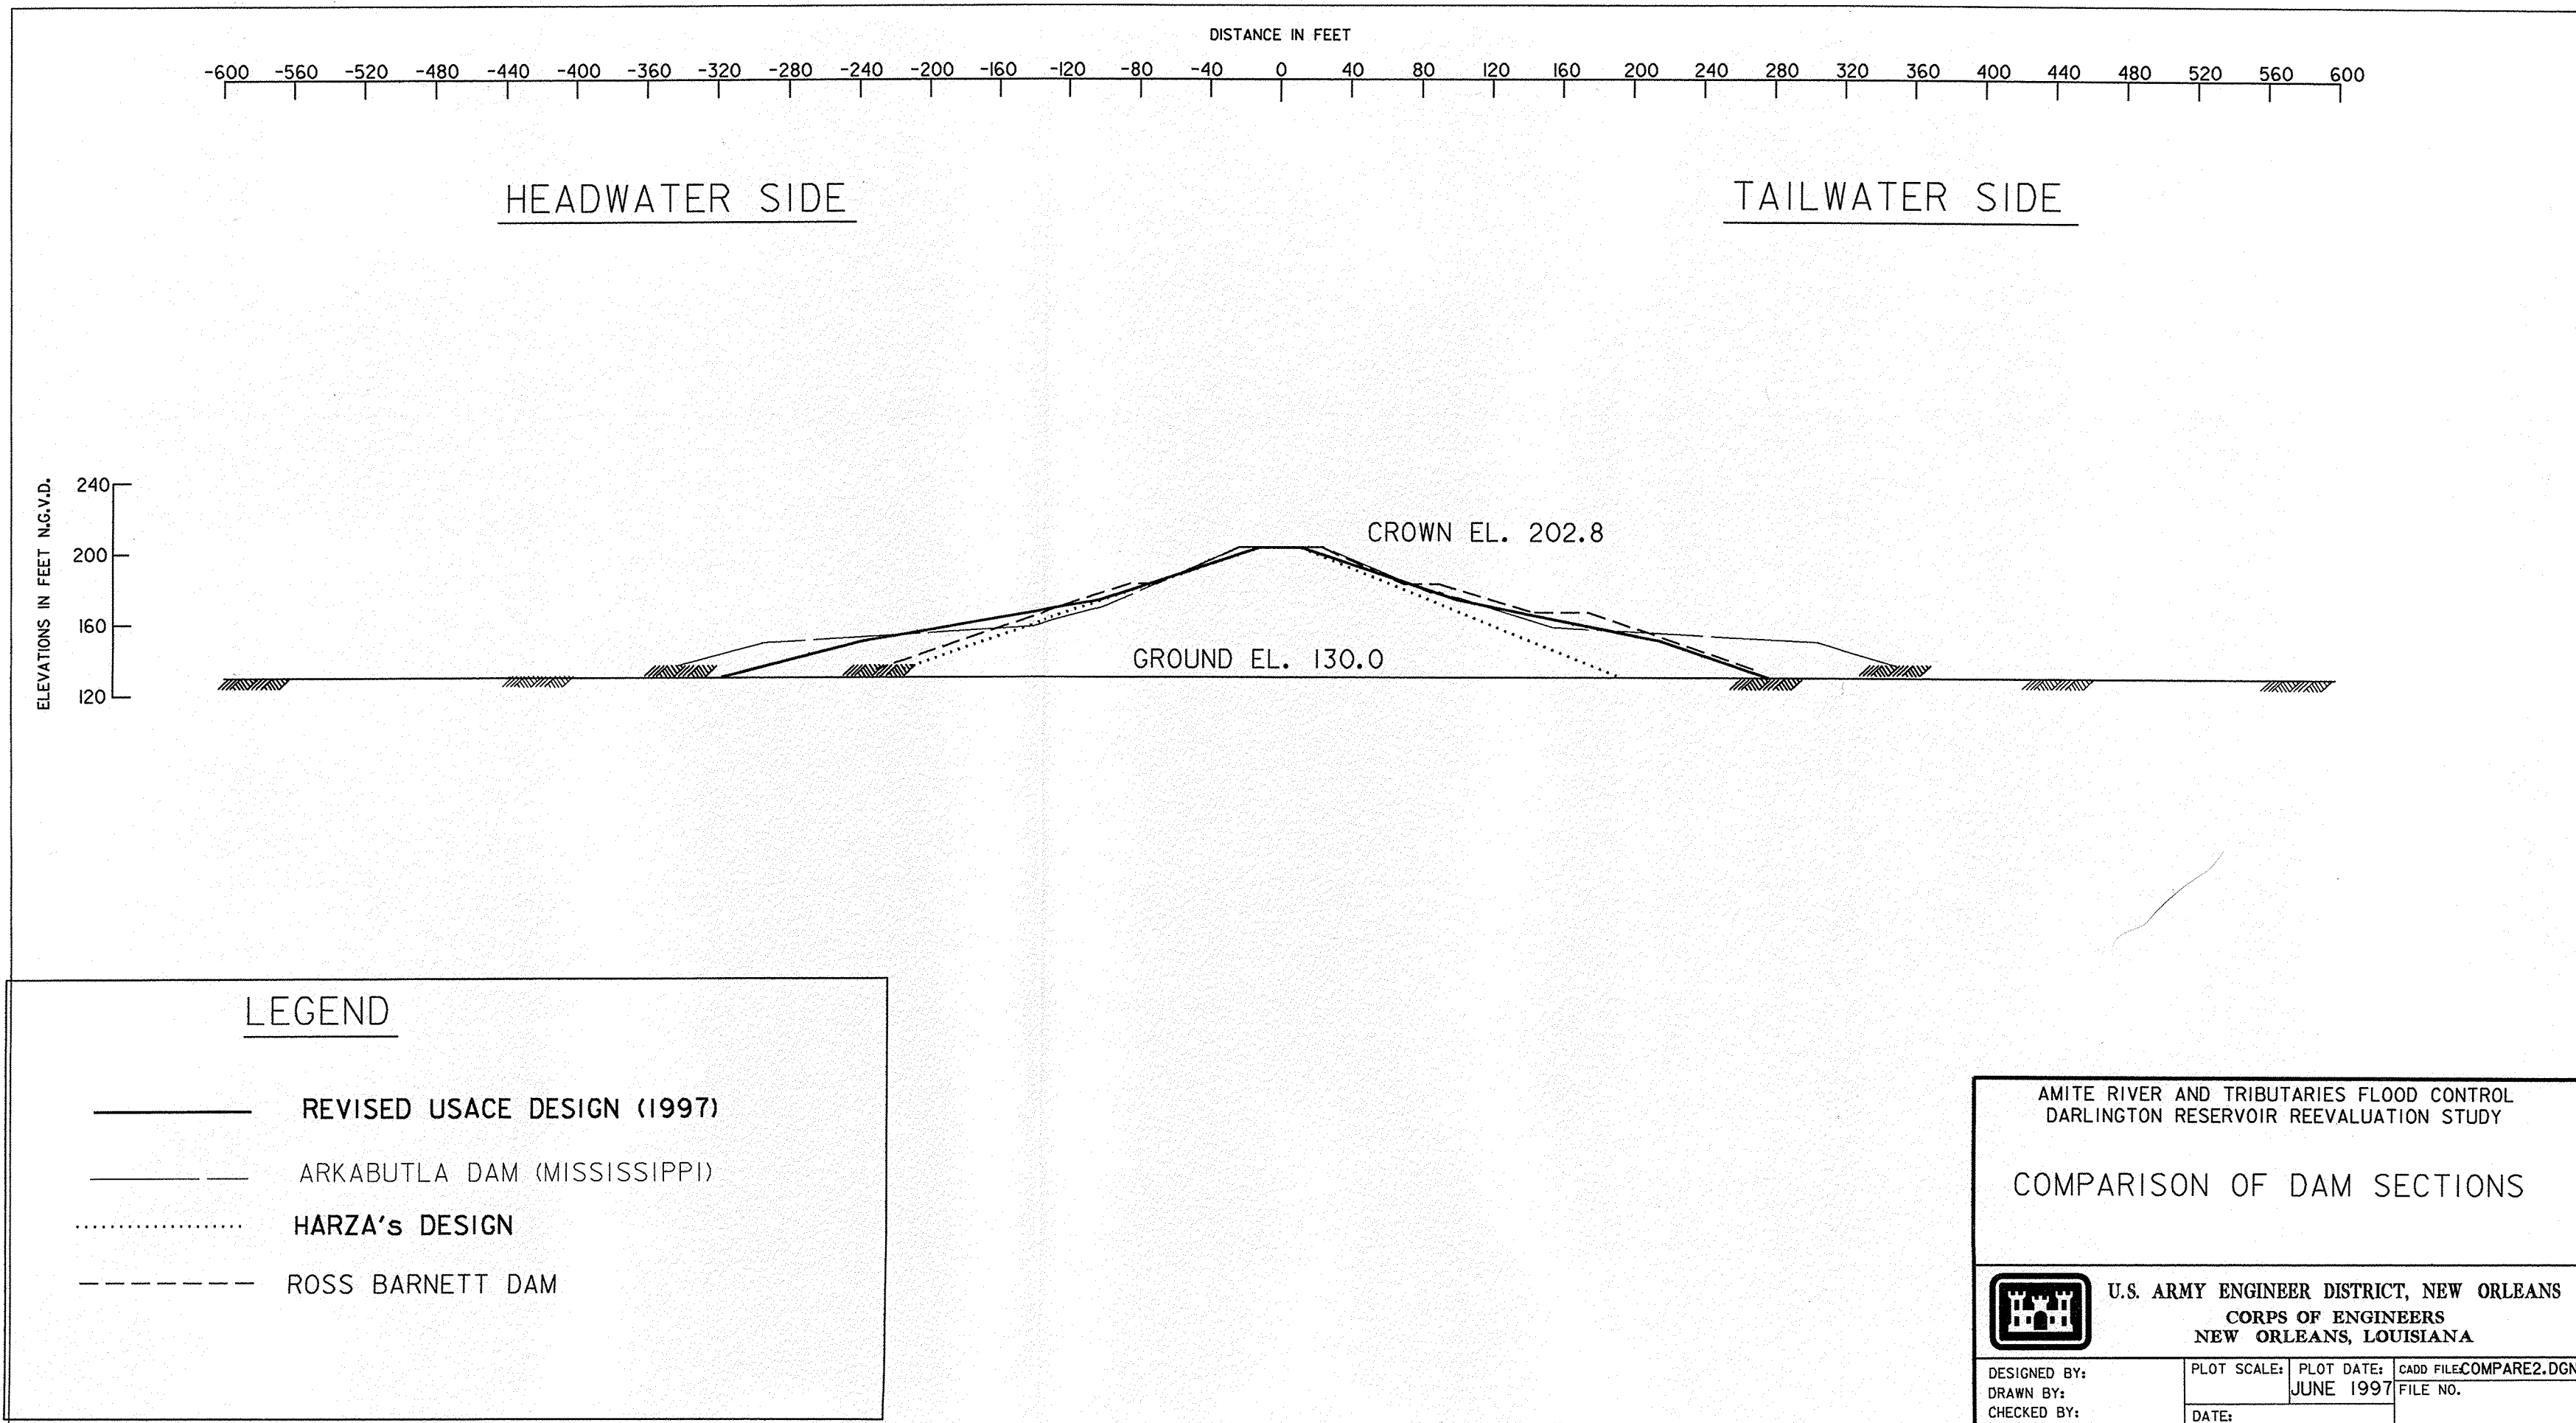 DISTANCE IN FEET
-600 -560 -520 -480 -440 -400 -360 -320 -280 -240 -200 -160 -120 -80 -40 0 40 80 120 160 200 240 280 320 360 400 440 480 520 560 600
HEADWATER SIDE
TAILWATER SIDE
ELEVATIONS IN FEET N.G.V.D.
240
200
160
120
CROWN EL. 202.8
GROUND EL. 130.0
LEGEND
REVISED USACE DESIGN (1997)
ARKABUTLA DAM (MISSISSIPPI)
HARZA's DESIGN
ROSS BARNETT DAM
AMITE RIVER AND TRIBUTARIES FLOOD CONTROL
DARLINGTON RESERVOIR REEVALUATION STUDY
COMPARISON OF DAM SECTIONS
U.S. ARMY ENGINEER DISTRICT, NEW ORLEANS
CORPS OF ENGINEERS
NEW ORLEANS, LOUISIANA
DESIGNED BY:
DRAWN BY:
CHECKED BY:
PLOT SCALE:
PLOT DATE:
JUNE 1997
CADD FILE:COMPARE2.DGN
FILE NO.
DATE: